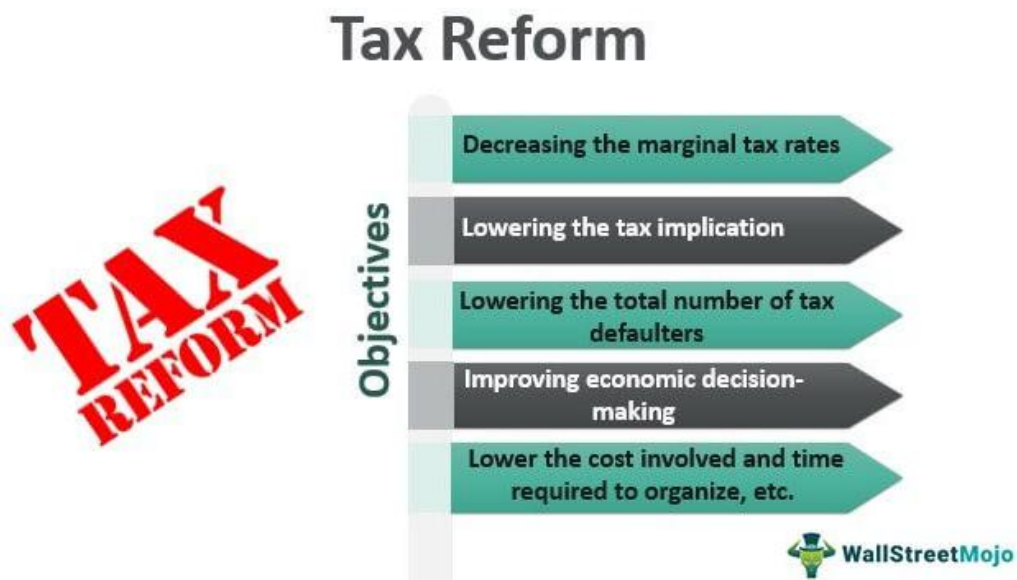 Tax Reform
TAX
REFORM
Objectives
Decreasing the marginal tax rates
Lowering the tax implication
Lowering the total number of tax
defaulters
Improving economic decision-
making
Lower the cost involved and time
required to organize, etc.
WallStreetMojo